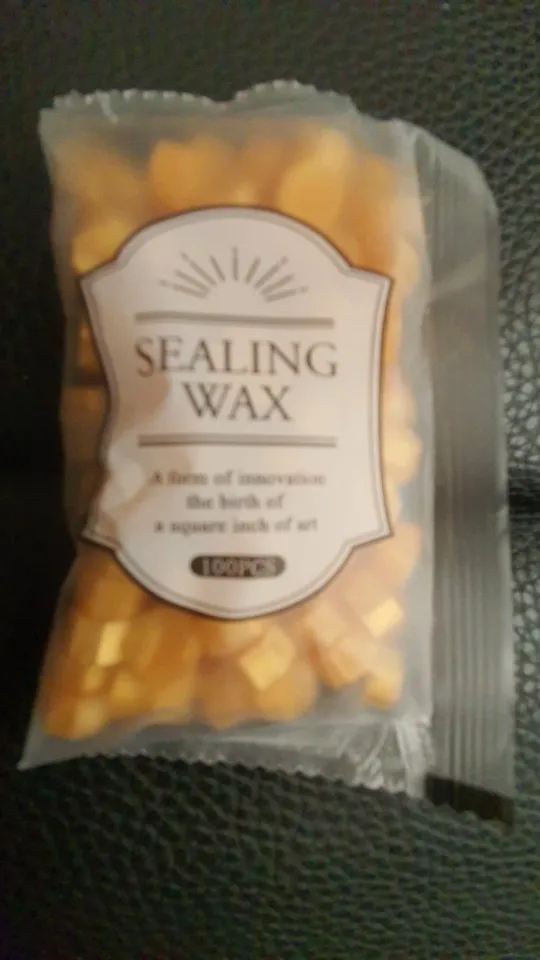 SEALING
WAX
A form of innovation
the birth of
a square inch of art
100PCS